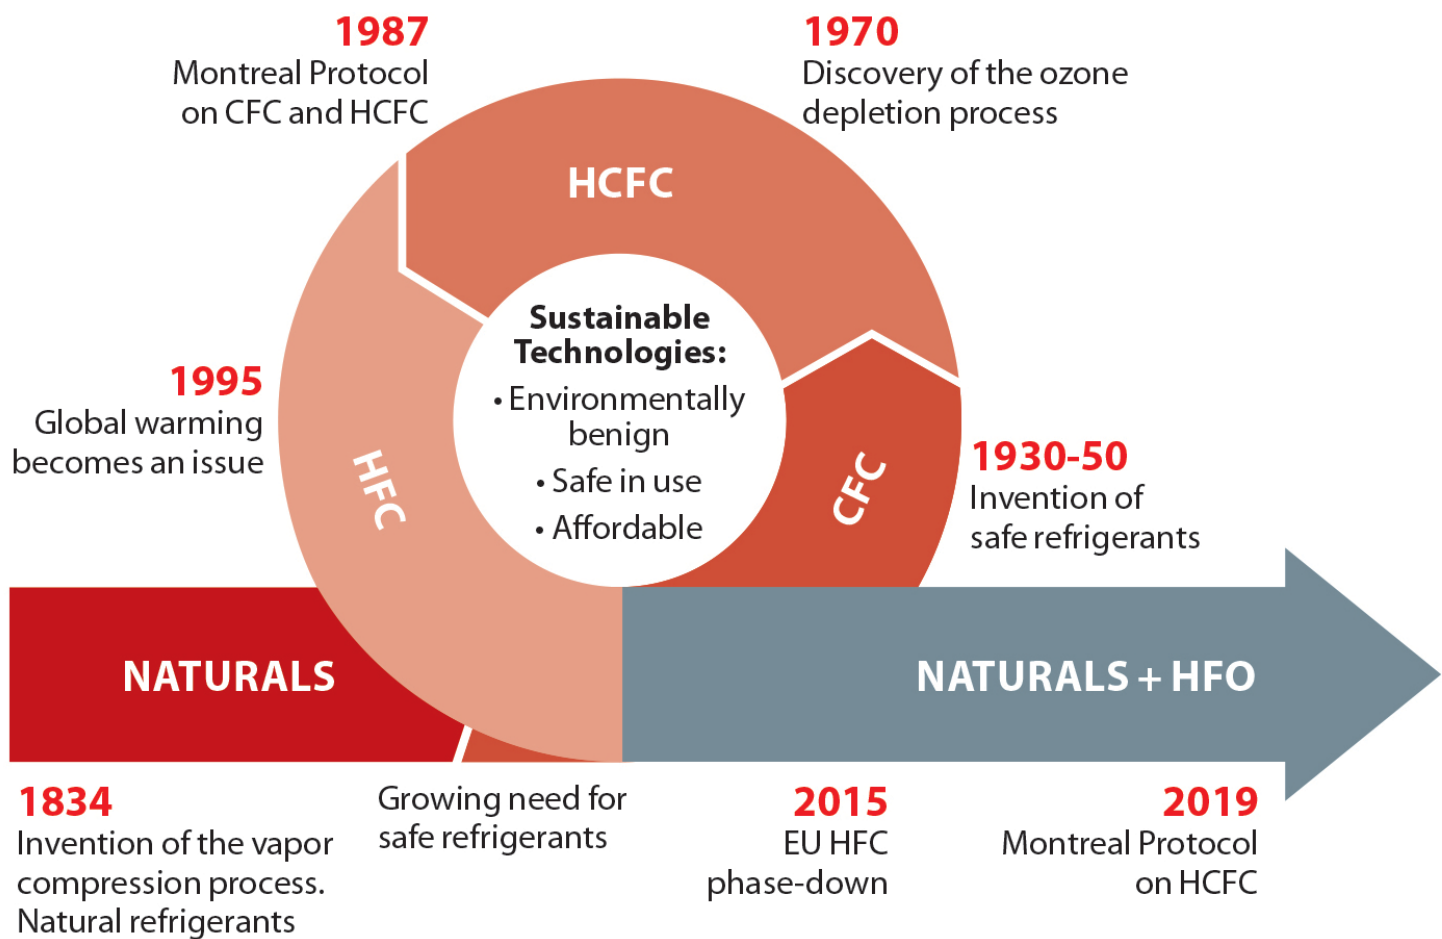 1987
Montreal Protocol
on CFC and HCFC
1970
Discovery of the ozone
depletion process
HCFC
Sustainable
Technologies:
• Environmentally
benign
• Safe in use
• Affordable
1995
Global warming
becomes an issue
HFC
CFC
1930-50
Invention of
safe refrigerants
NATURALS
NATURALS + HFO
1834
Invention of the vapor
compression process.
Natural refrigerants
Growing need for
safe refrigerants
2015
EU HFC
phase-down
2019
Montreal Protocol
on HCFC